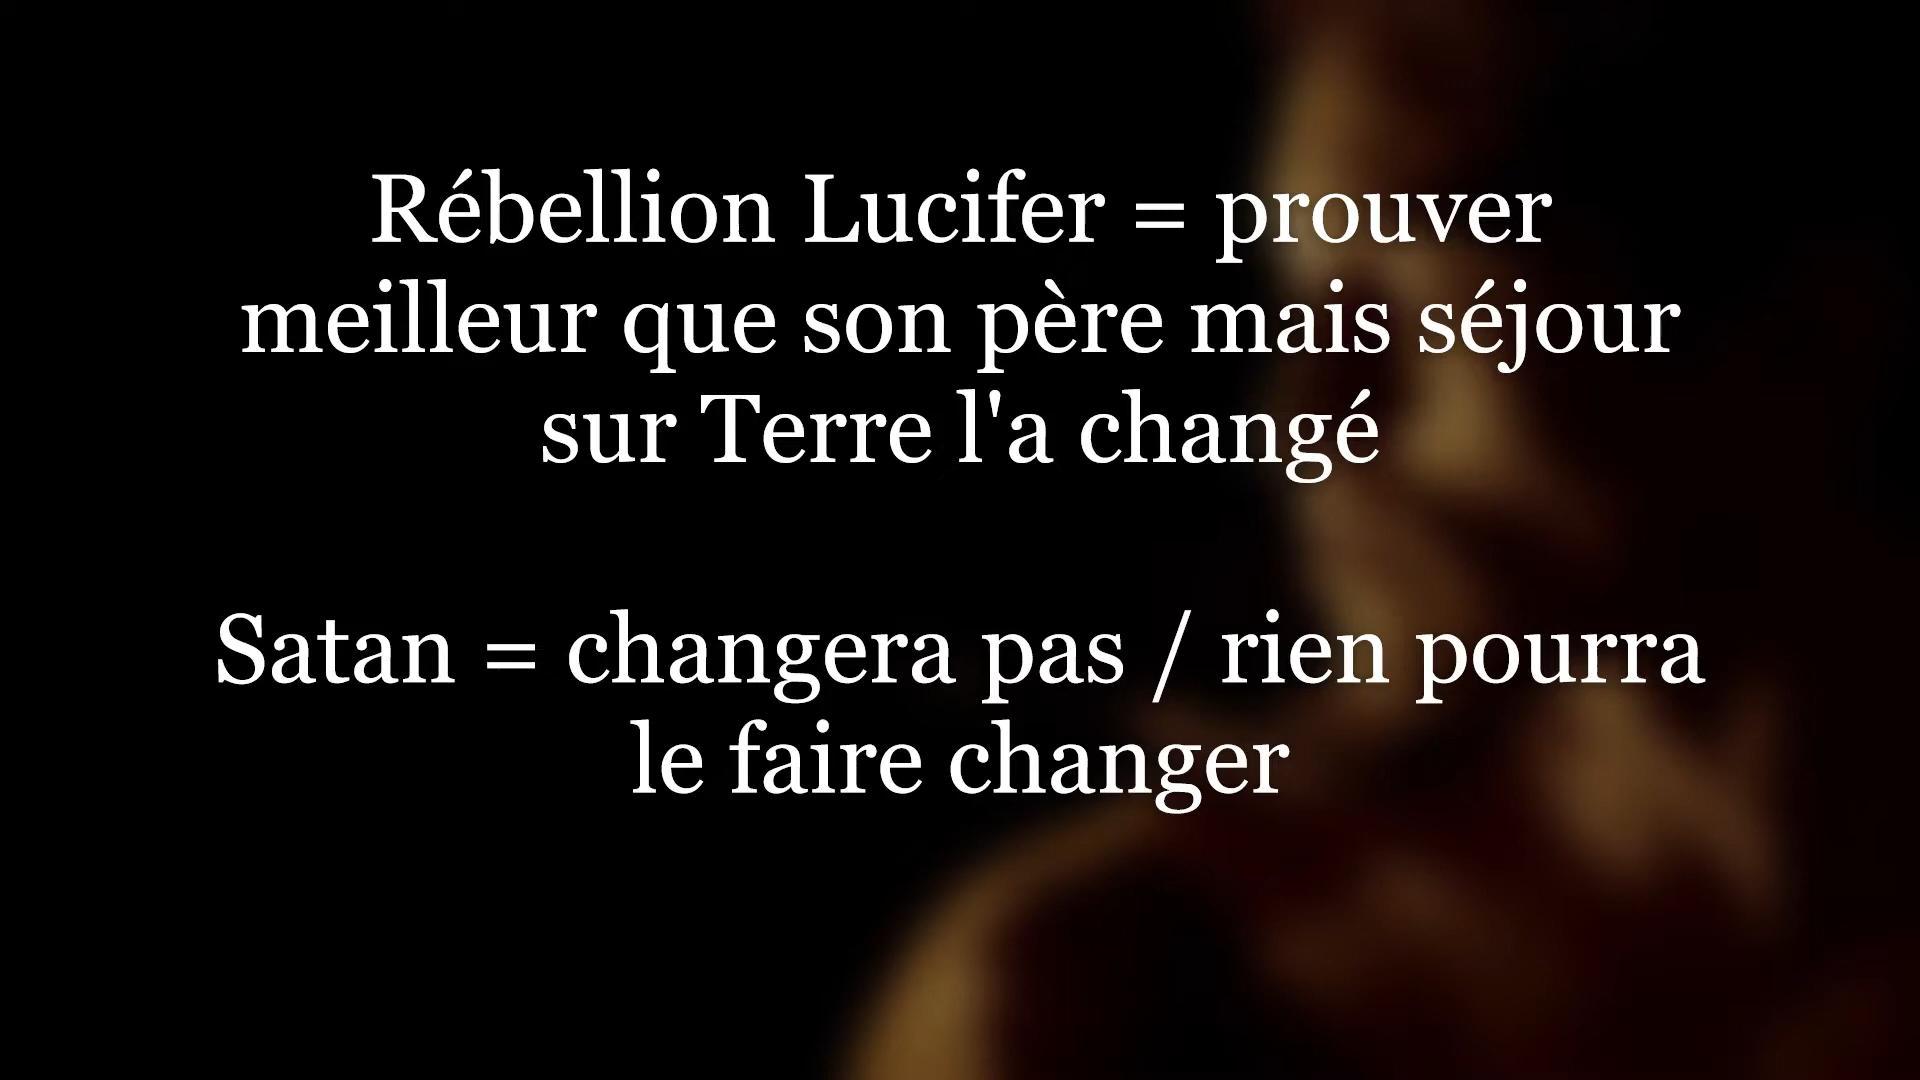 Rébellion Lucifer = prouver
meilleur que son père mais séjour
sur Terre l'a changé
Satan = changera pas / rien pourra
le faire changer